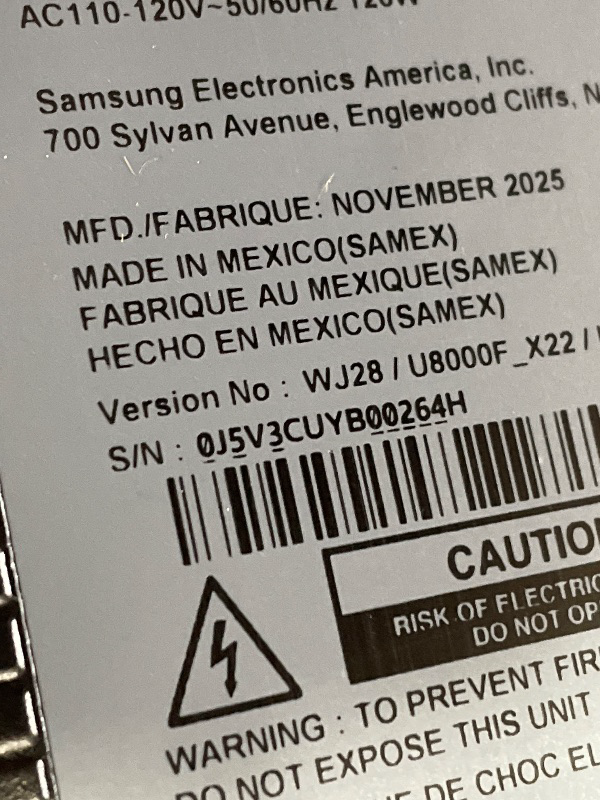 AC110-120V~50/60Hz 120W
Samsung Electronics America, Inc.
700 Sylvan Avenue, Englewood Cliffs, N
MFD./FABRIQUE: NOVEMBER 2025
MADE IN MEXICO(SAMEX)
FABRIQUE AU MEXIQUE(SAMEX)
HECHO EN MEXICO(SAMEX)
Version No : WJ28 / U8000F_X22 /
S/N : 0J5V3CUYB00264H
CAUTIO
RISK OF ELECTRIC
DO NOT OP
WARNING : TO PREVENT FIR
DO NOT EXPOSE THIS UNIT
DE CHOC EL